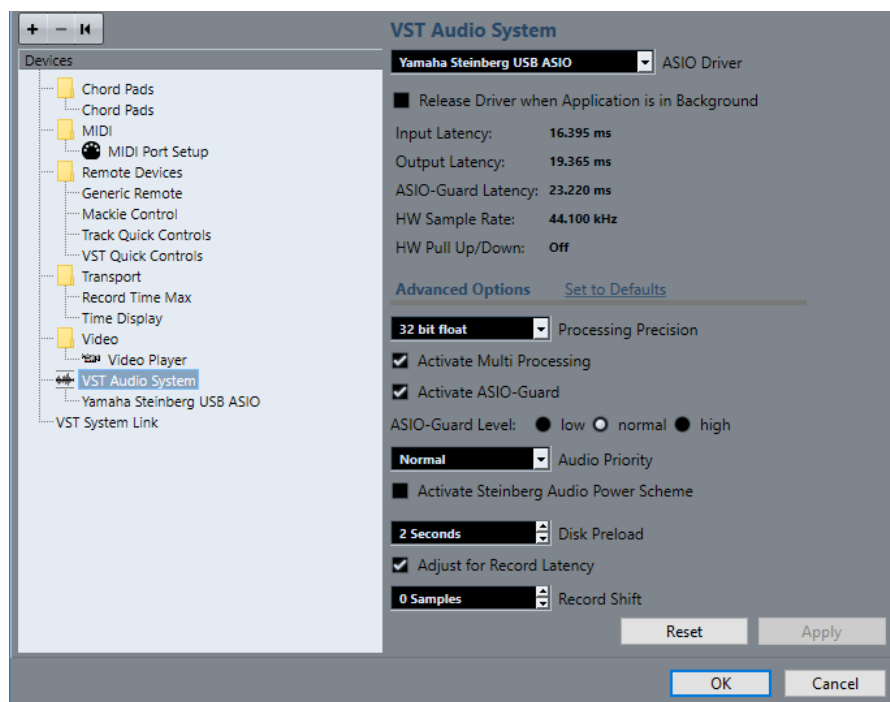 Devices
Chord Pads
Chord Pads
MIDI
MIDI Port Setup
Remote Devices
Generic Remote
Mackie Control
Track Quick Controls
VST Quick Controls
Transport
Record Time Max
Time Display
Video
Video Player
VST Audio System
Yamaha Steinberg USB ASIO
VST System Link
VST Audio System
Yamaha Steinberg USB ASIO ASIO Driver
Release Driver when Application is in Background
Input Latency: 16.395 ms
Output Latency: 19.365 ms
ASIO-Guard Latency: 23.220 ms
HW Sample Rate: 44.100 kHz
HW Pull Up/Down: Off
Advanced Options Set to Defaults
32 bit float Processing Precision
Activate Multi Processing
Activate ASIO-Guard
ASIO-Guard Level: low normal high
Normal Audio Priority
Activate Steinberg Audio Power Scheme
2 Seconds Disk Preload
Adjust for Record Latency
0 Samples Record Shift
Reset Apply
OK Cancel